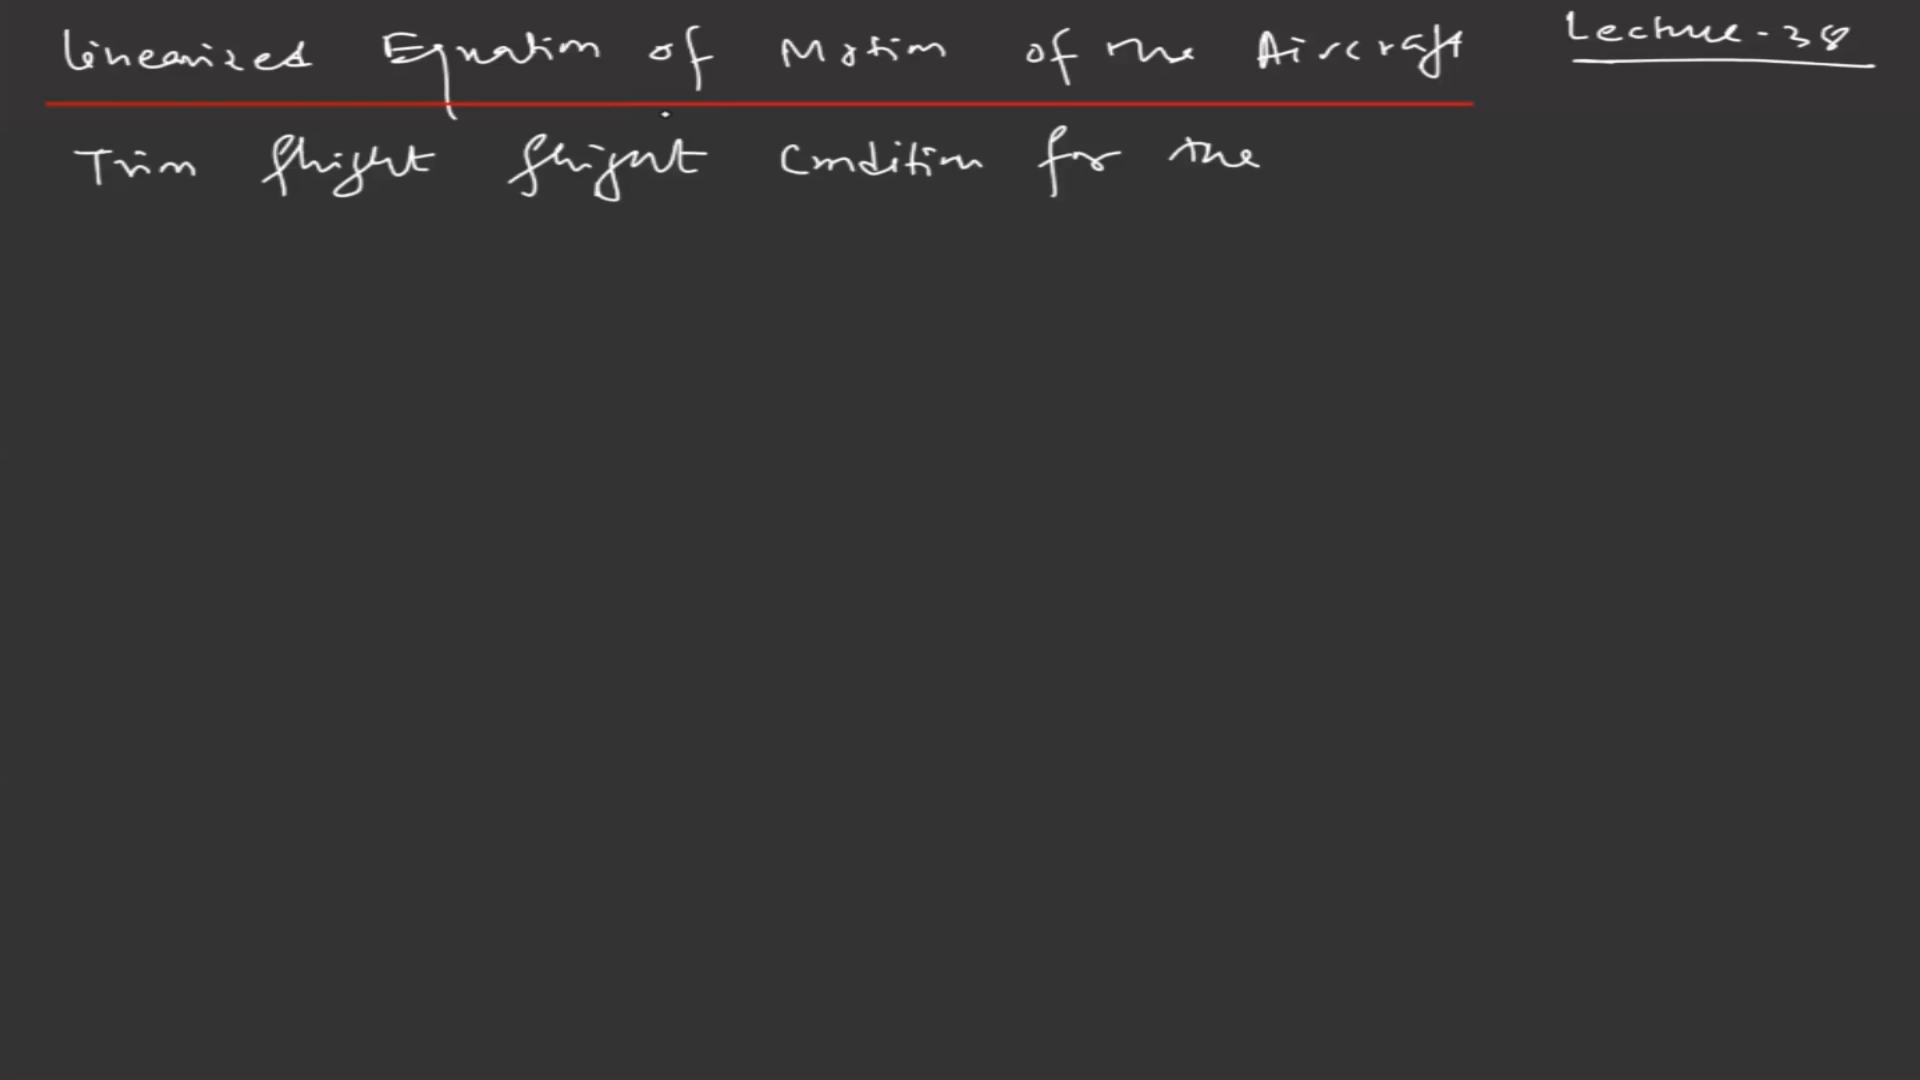 Linearized Equation of Motion of the Aircraft Lecture-38
Trim flight flight Condition for the